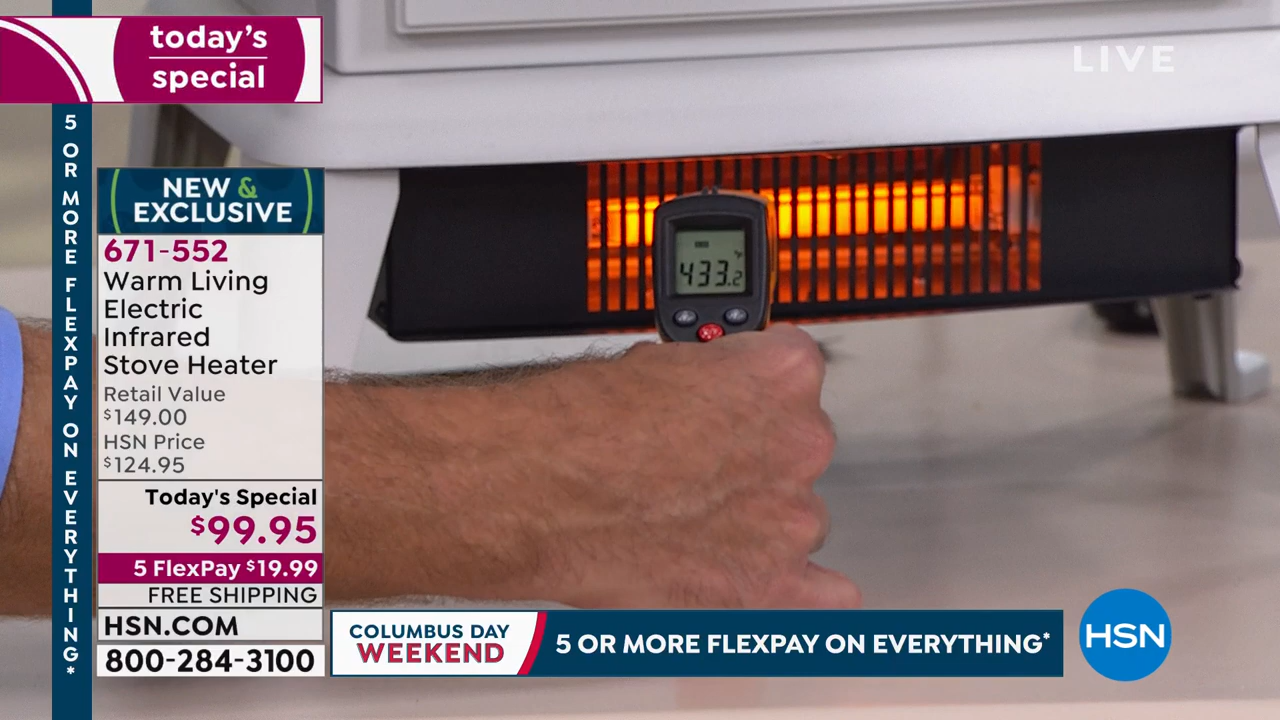 today's
special
LIVE
5 OR MORE FLEXPAY ON EVERYTHING*
NEW &
EXCLUSIVE
671-552
Warm Living
Electric
Infrared
Stove Heater
Retail Value
$149.00
HSN Price
$124.95
Today's Special
$99.95
5 FlexPay $19.99
FREE SHIPPING
HSN.COM
800-284-3100
433.2
°F
COLUMBUS DAY
WEEKEND
5 OR MORE FLEXPAY ON EVERYTHING*
HSN